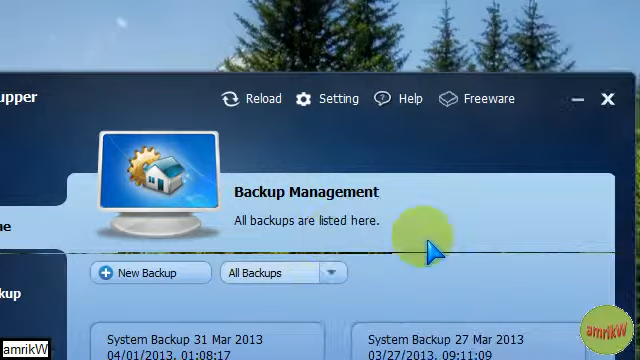 upper
Reload
Setting
Help
Freeware
Backup Management
All backups are listed here.
me
New Backup
All Backups
kup
System Backup 31 Mar 2013
04/01/2013, 01:08:17
System Backup 27 Mar 2013
03/27/2013, 09:11:09
amrikW
amrikW